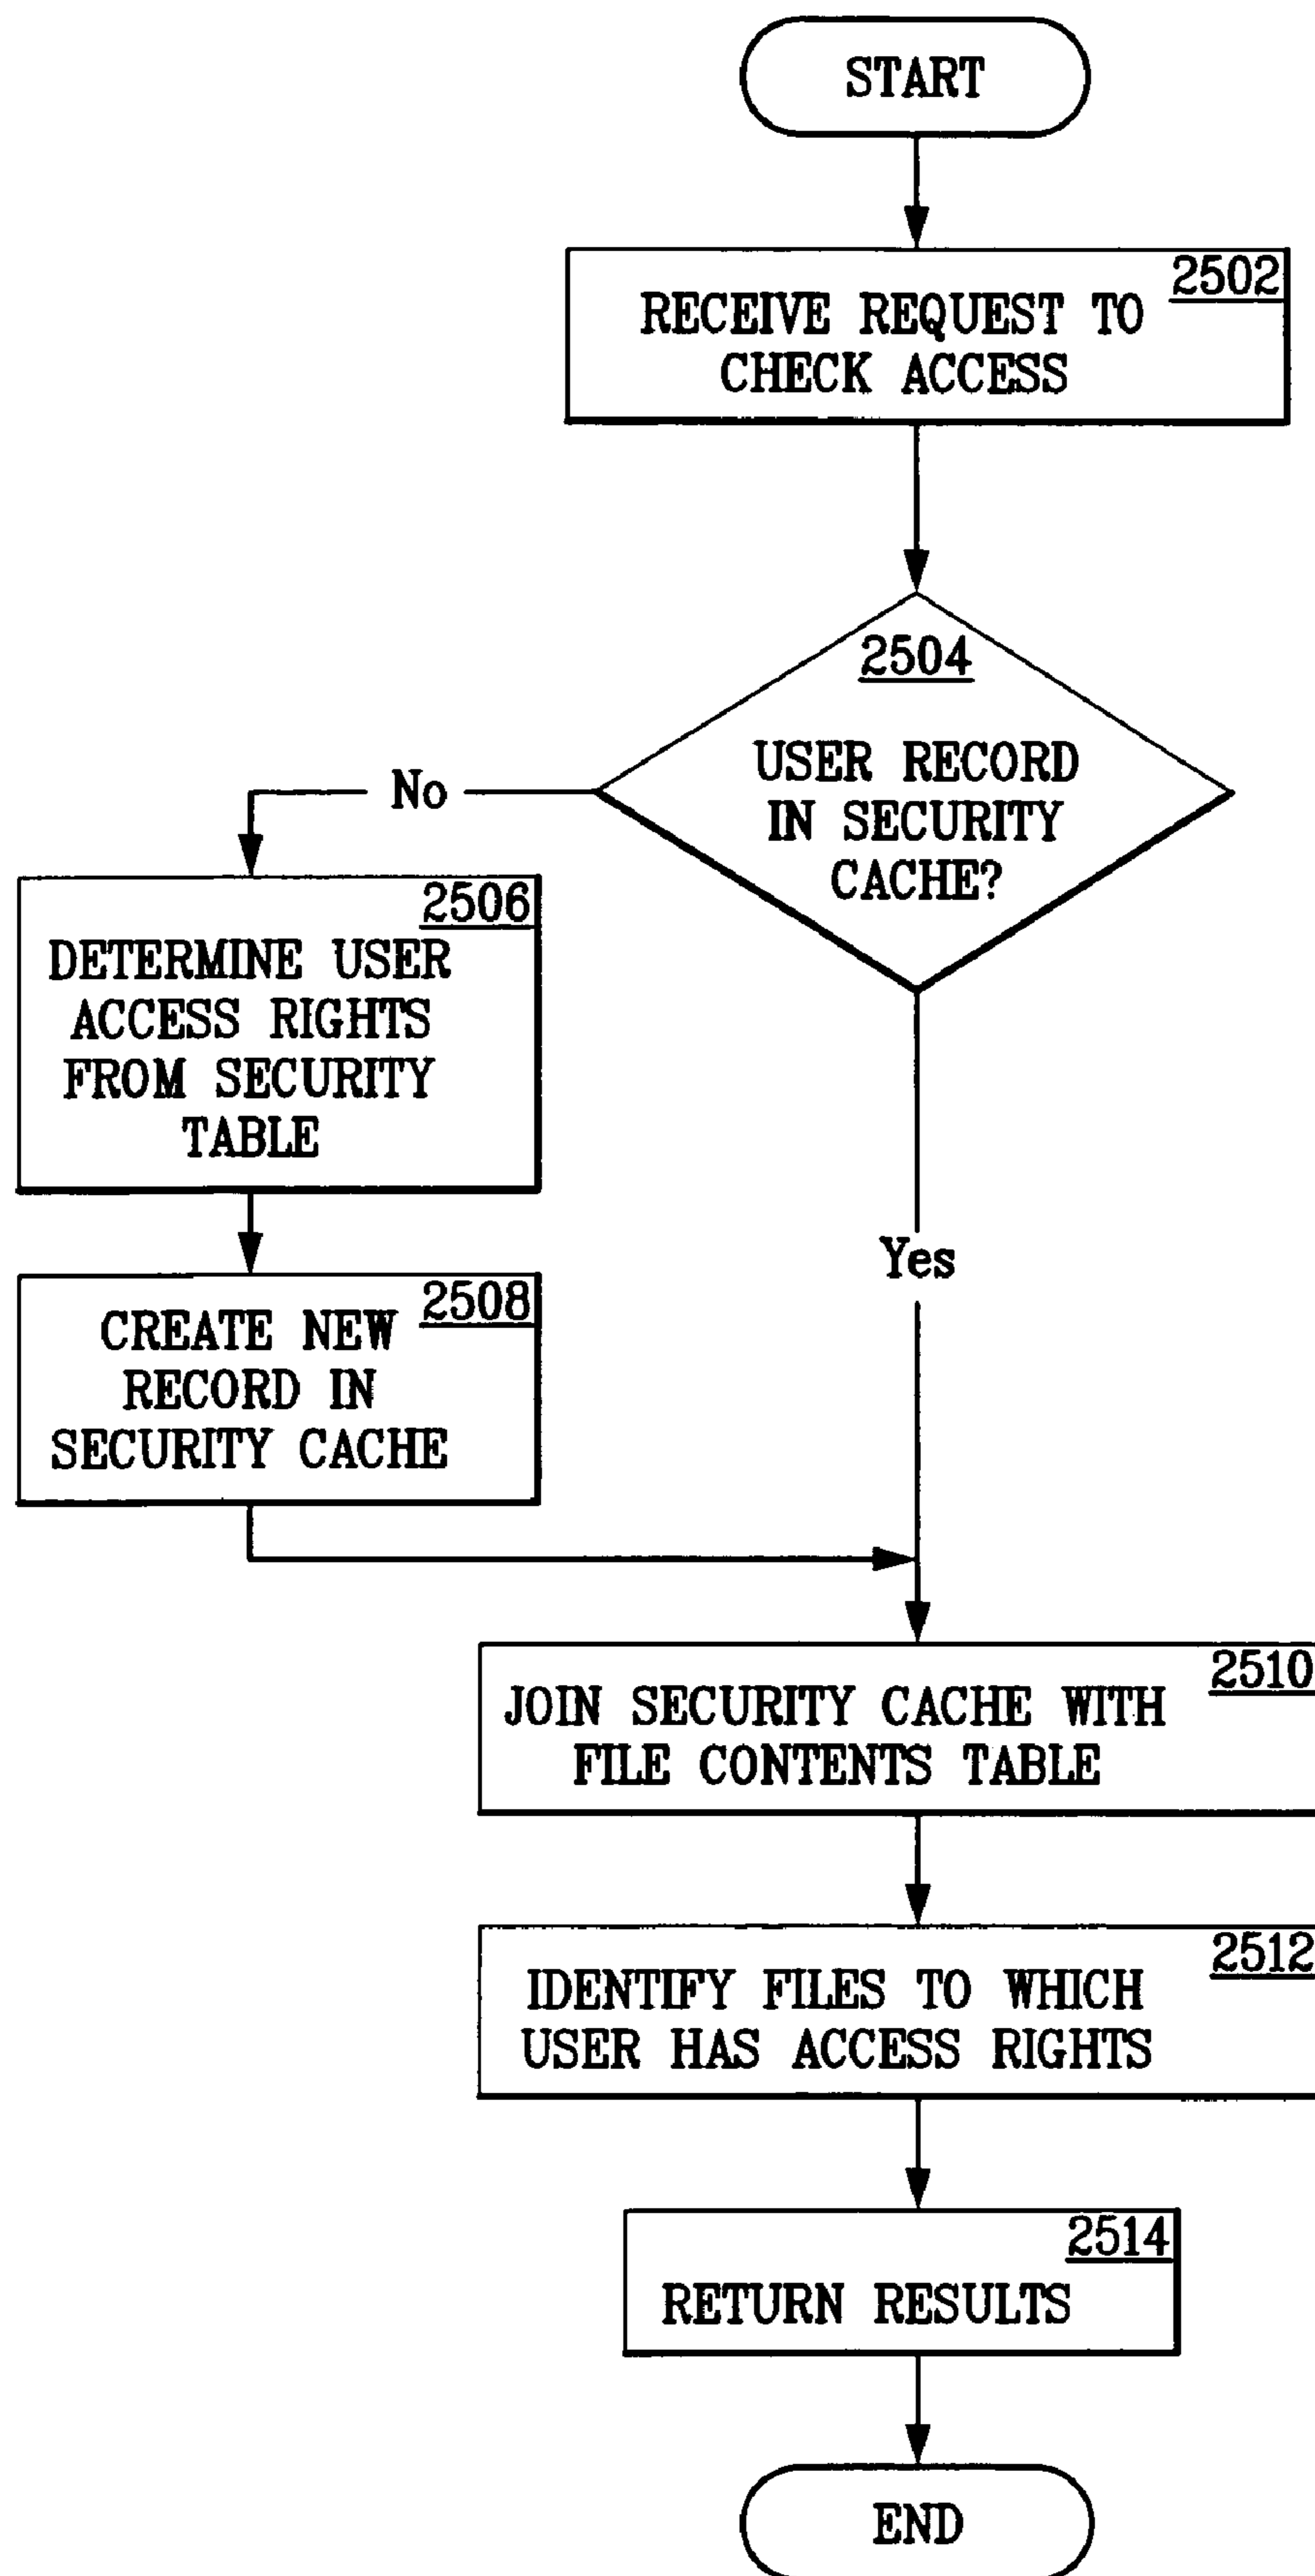 START
2502
RECEIVE REQUEST TO
CHECK ACCESS
2504
USER RECORD
IN SECURITY
CACHE?
No
2506
DETERMINE USER
ACCESS RIGHTS
FROM SECURITY
TABLE
Yes
2508
CREATE NEW
RECORD IN
SECURITY CACHE
2510
JOIN SECURITY CACHE WITH
FILE CONTENTS TABLE
2512
IDENTIFY FILES TO WHICH
USER HAS ACCESS RIGHTS
2514
RETURN RESULTS
END